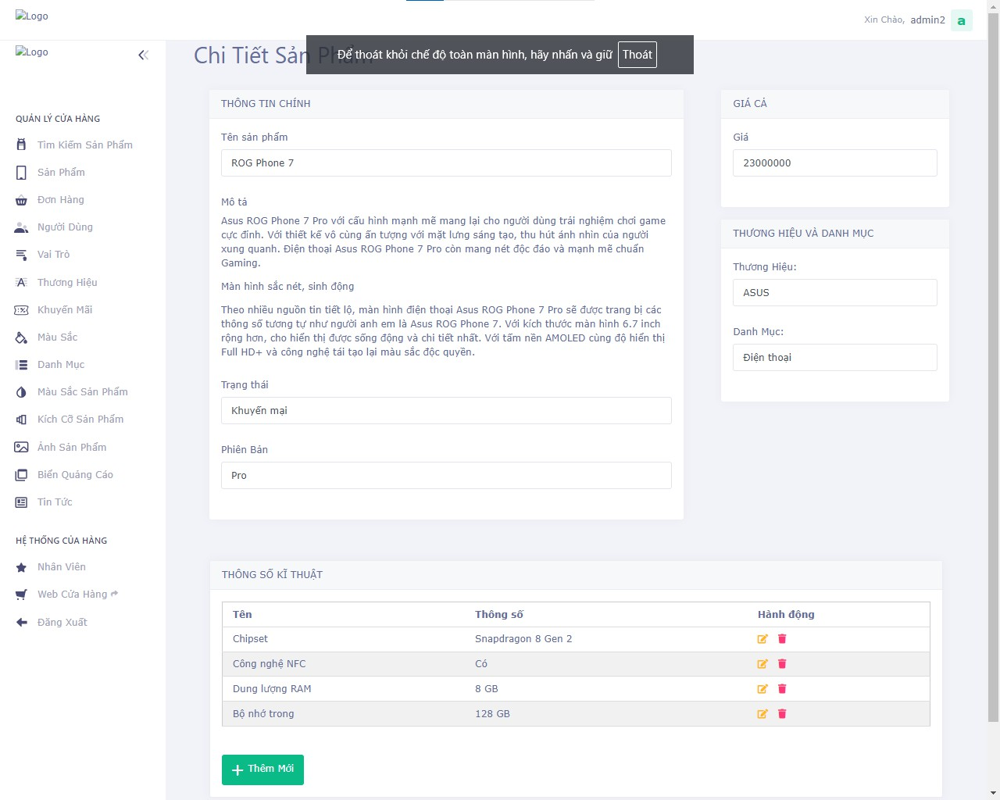 Logo
Xin Chào, admin2 a
Logo
Chi Tiết Sản Phẩm
Để thoát khỏi chế độ toàn màn hình, hãy nhấn và giữ Thoát
QUẢN LÝ CỬA HÀNG
Tìm Kiếm Sản Phẩm
Sản Phẩm
Đơn Hàng
Người Dùng
Vai Trò
Thương Hiệu
Khuyến Mãi
Màu Sắc
Danh Mục
Màu Sắc Sản Phẩm
Kích Cỡ Sản Phẩm
Ảnh Sản Phẩm
Biển Quảng Cáo
Tin Tức
HỆ THỐNG CỦA HÀNG
Nhân Viên
Web Cửa Hàng
Đăng Xuất
THÔNG TIN CHÍNH
Tên sản phẩm
ROG Phone 7
Mô tả
Asus ROG Phone 7 Pro với cấu hình mạnh mẽ mang lại cho người dùng trải nghiệm chơi game
cực đỉnh. Với thiết kế vô cùng ấn tượng với mặt lưng sáng tạo, thu hút ánh nhìn của người
xung quanh. Điện thoại Asus ROG Phone 7 Pro còn mang nét độc đáo và mạnh mẽ chuẩn
Gaming.
Màn hình sắc nét, sinh động
Theo nhiều nguồn tin tiết lộ, màn hình điện thoại Asus ROG Phone 7 Pro sẽ được trang bị các
thông số tương tự như người anh em là Asus ROG Phone 7. Với kích thước màn hình 6.7 inch
rộng hơn, cho hiển thị được sống động và chi tiết nhất. Với tấm nền AMOLED cùng độ hiển thị
Full HD+ và công nghệ tái tạo lại màu sắc độc quyền.
Trạng thái
Khuyến mại
Phiên Bản
Pro
GIÁ CẢ
Giá
23000000
THƯƠNG HIỆU VÀ DANH MỤC
Thương Hiệu:
ASUS
Danh Mục:
Điện thoại
THÔNG SỐ KĨ THUẬT
Tên Thông số Hành động
Chipset Snapdragon 8 Gen 2
Công nghệ NFC Có
Dung lượng RAM 8 GB
Bộ nhớ trong 128 GB
Thêm Mới